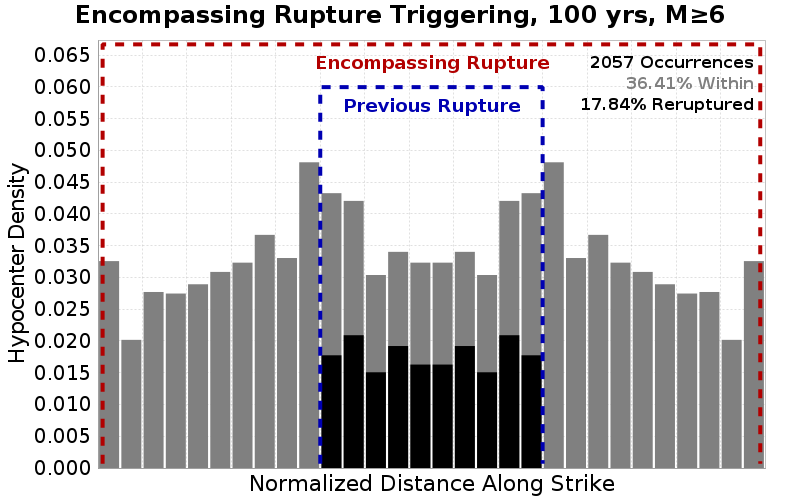 Encompassing Rupture Triggering, 100 yrs, M≥6
Encompassing Rupture
2057 Occurrences
36.41% Within
17.84% Reruptured
Previous Rupture
Hypocenter Density
0.065
0.060
0.055
0.050
0.045
0.040
0.035
0.030
0.025
0.020
0.015
0.010
0.005
0.000
Normalized Distance Along Strike